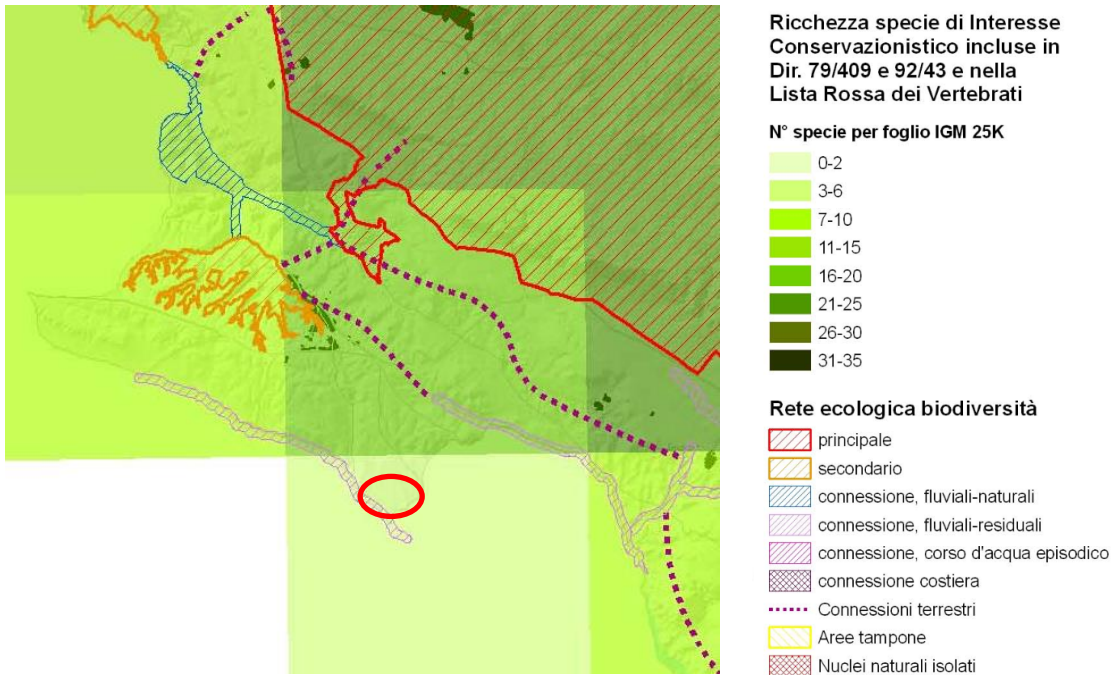 Ricchezza specie di Interesse
Conservazionistico incluse in
Dir. 79/409 e 92/43 e nella
Lista Rossa dei Vertebrati
N° specie per foglio IGM 25K
0-2
3-6
7-10
11-15
16-20
21-25
26-30
31-35
Rete ecologica biodiversità
principale
secondario
connessione, fluviali-naturali
connessione, fluviali-residuali
connessione, corso d'acqua episodico
connessione costiera
Connessioni terrestri
Aree tampone
Nuclei naturali isolati